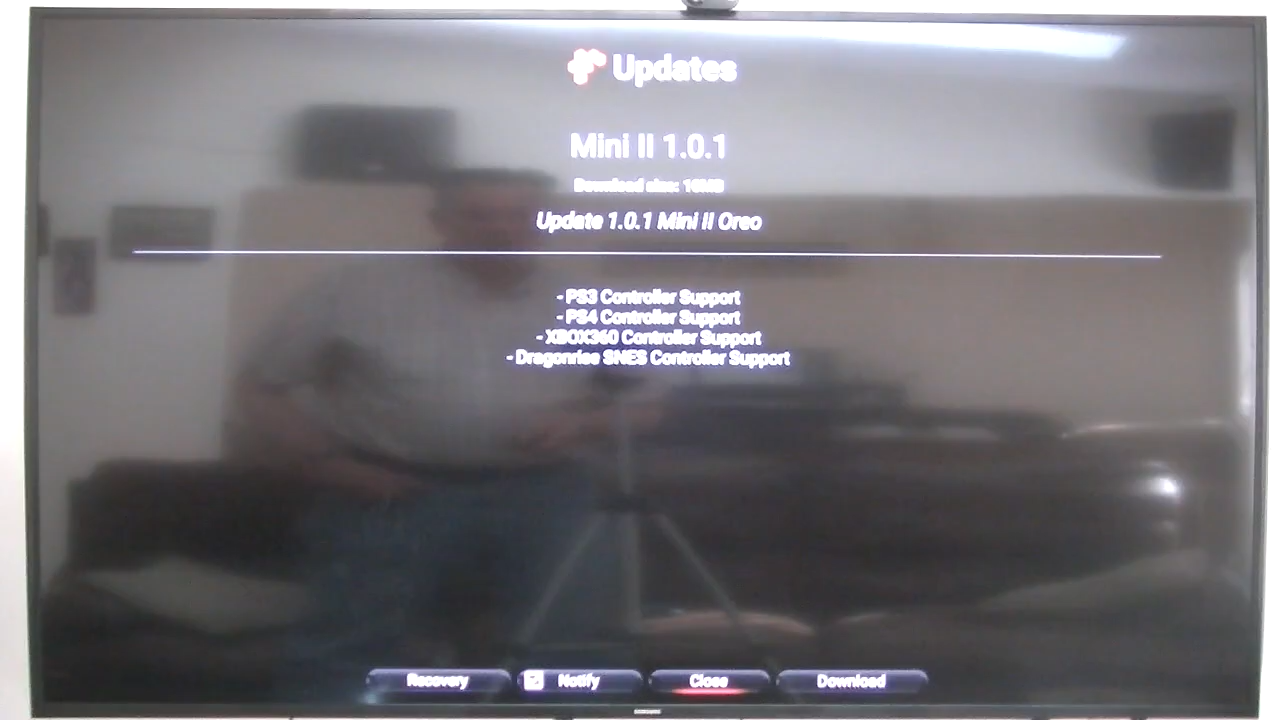 Updates
Mini II 1.0.1
Download size: 16MB
Update 1.0.1 Mini II Oreo
- PS3 Controller Support
- PS4 Controller Support
- XBOX360 Controller Support
- Dragonrise SNES Controller Support
Recovery Notify Close Download
SAMSUNG